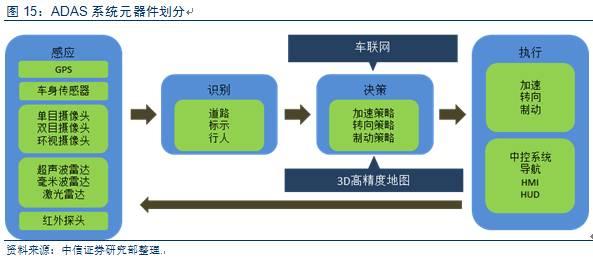 图 15：ADAS 系统元器件划分
感应
GPS
车身传感器
单目摄像头
双目摄像头
环视摄像头
超声波雷达
毫米波雷达
激光雷达
红外探头
识别
道路
标示
行人
车联网
决策
加速策略
转向策略
制动策略
3D高精度地图
执行
加速
转向
制动
中控系统
导航
HMI
HUD
资料来源：中信证券研究部整理